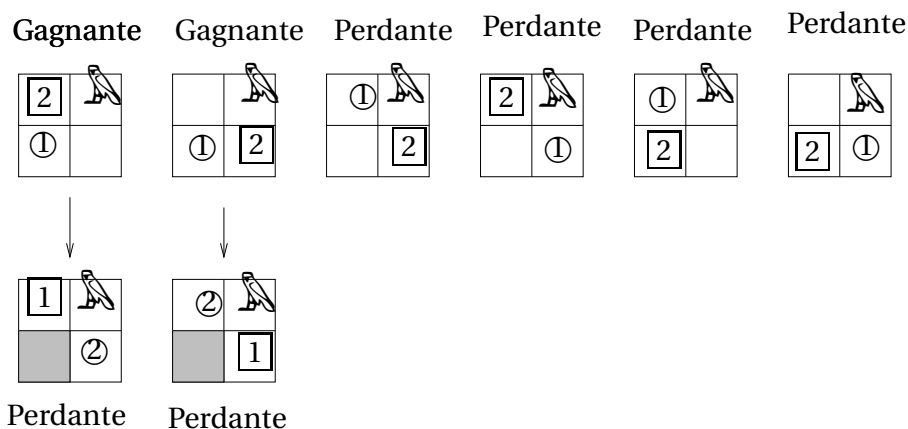 Gagnante Gagnante Perdante Perdante Perdante Perdante
2 1 1 2 1 2 2 1 1 2 2 1
1 2 2 1
Perdante Perdante